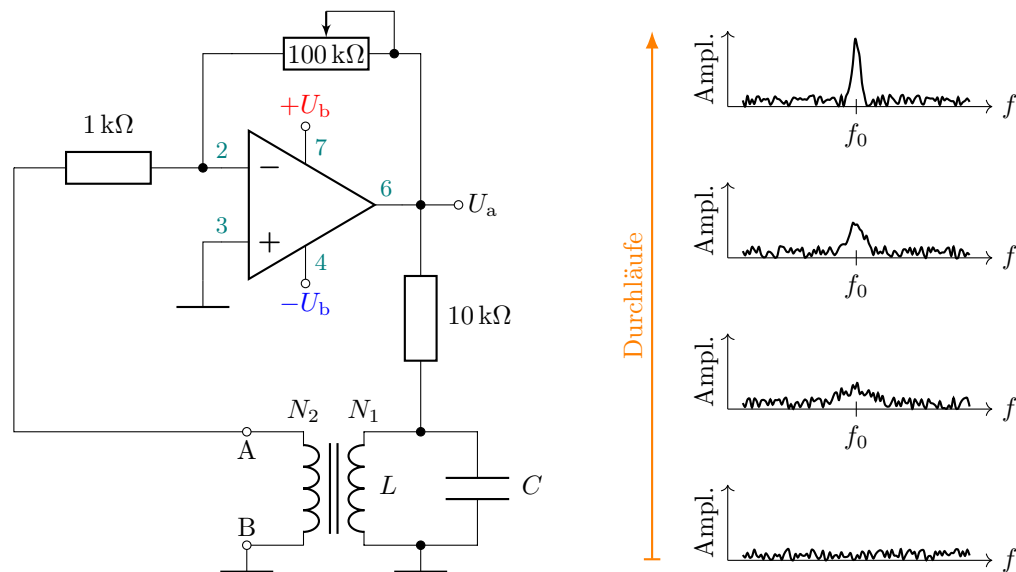 100 kΩ
1 kΩ
+U_b
7
2
−
6
U_a
3
+
4
−U_b
10 kΩ
N_2
N_1
A
L
C
B
Durchläufe
Ampl.
f
f_0
Ampl.
f
f_0
Ampl.
f
f_0
Ampl.
f